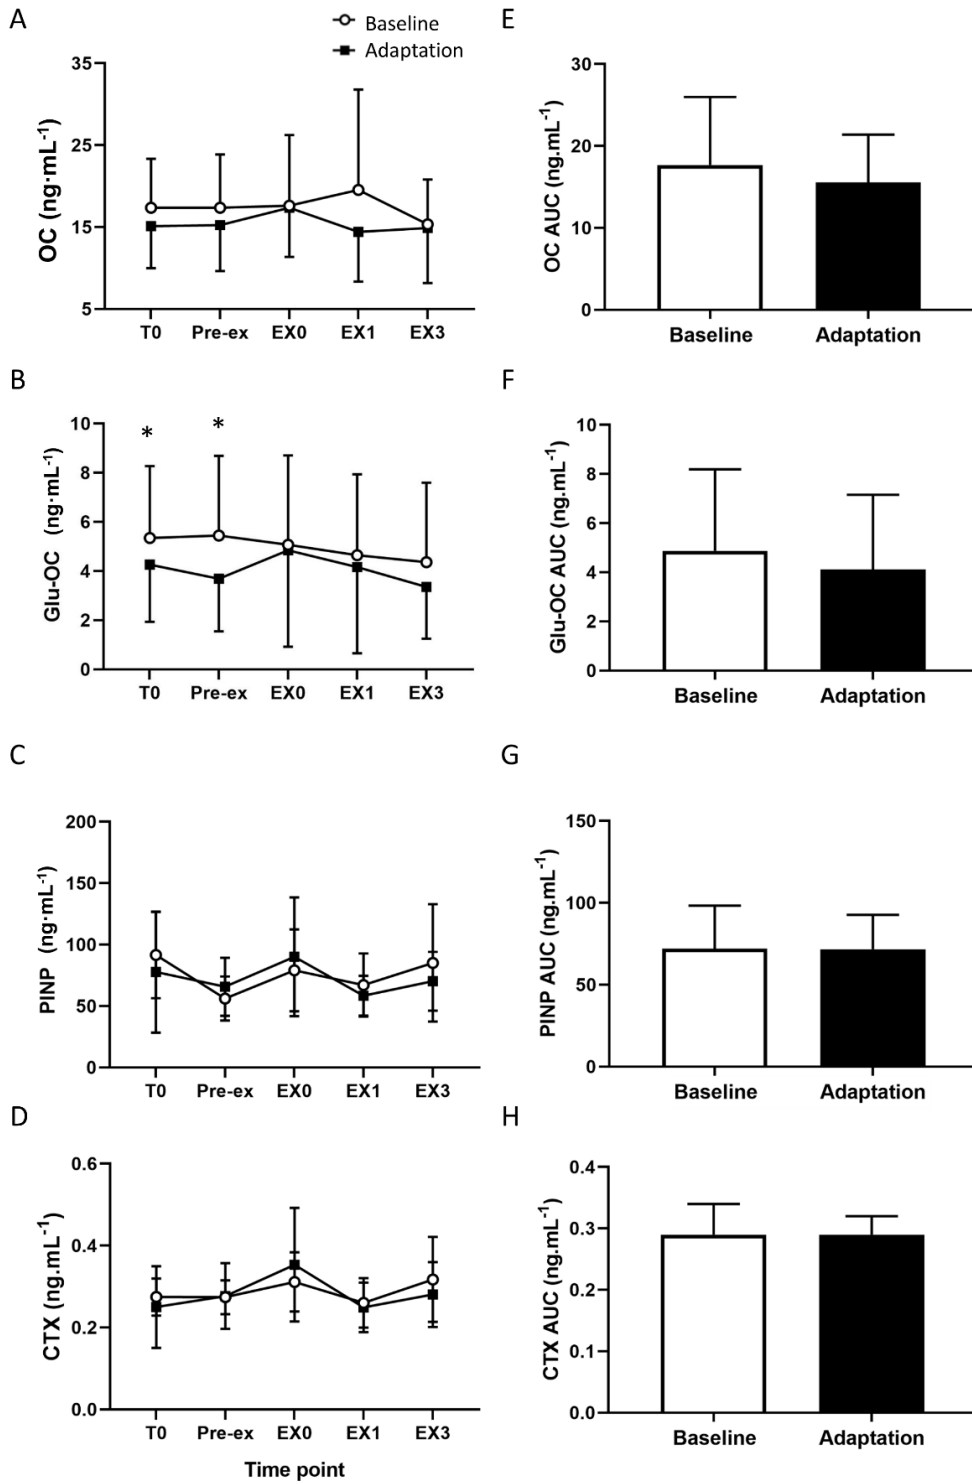 A
Baseline
Adaptation
OC (ng·mL⁻¹)
35
25
15
5
T0 Pre-ex EX0 EX1 EX3
E
OC AUC (ng.mL⁻¹)
30
20
10
0
Baseline Adaptation
B
Glu-OC (ng·mL⁻¹)
10
8
6
4
2
0
* *
T0 Pre-ex EX0 EX1 EX3
F
Glu-OC AUC (ng.mL⁻¹)
10
8
6
4
2
0
Baseline Adaptation
C
PINP (ng·mL⁻¹)
200
150
100
50
0
T0 Pre-ex EX0 EX1 EX3
G
PINP AUC (ng.mL⁻¹)
150
100
50
0
Baseline Adaptation
D
CTX (ng.mL⁻¹)
0.6
0.4
0.2
0.0
T0 Pre-ex EX0 EX1 EX3
Time point
H
CTX AUC (ng.mL⁻¹)
0.4
0.3
0.2
0.1
0.0
Baseline Adaptation